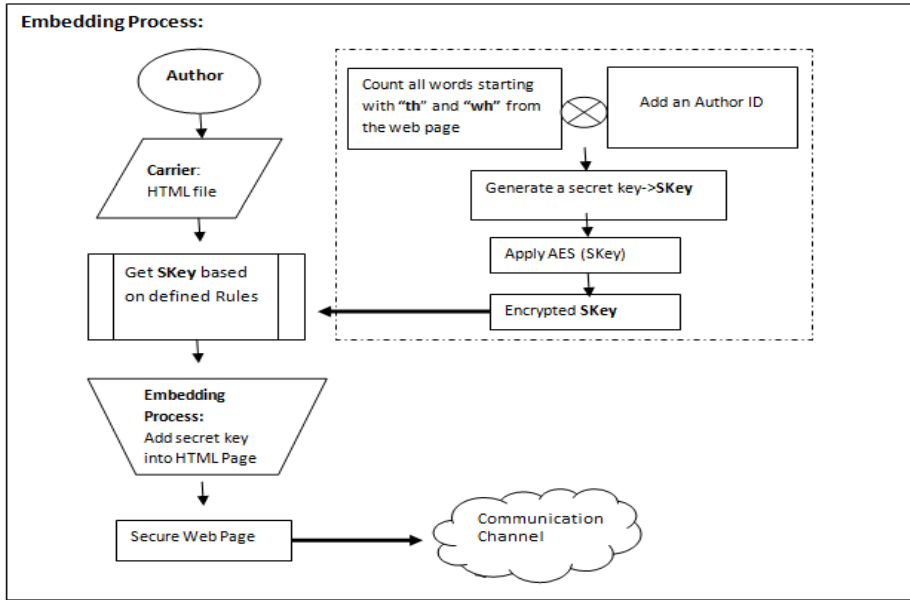 Embedding Process:
Author
Carrier:
HTML file
Get SKey based
on defined Rules
Embedding
Process:
Add secret key
into HTML Page
Secure Web Page
Communication
Channel
Count all words starting
with “th” and “wh” from
the web page
Add an Author ID
Generate a secret key->SKey
Apply AES (SKey)
Encrypted SKey